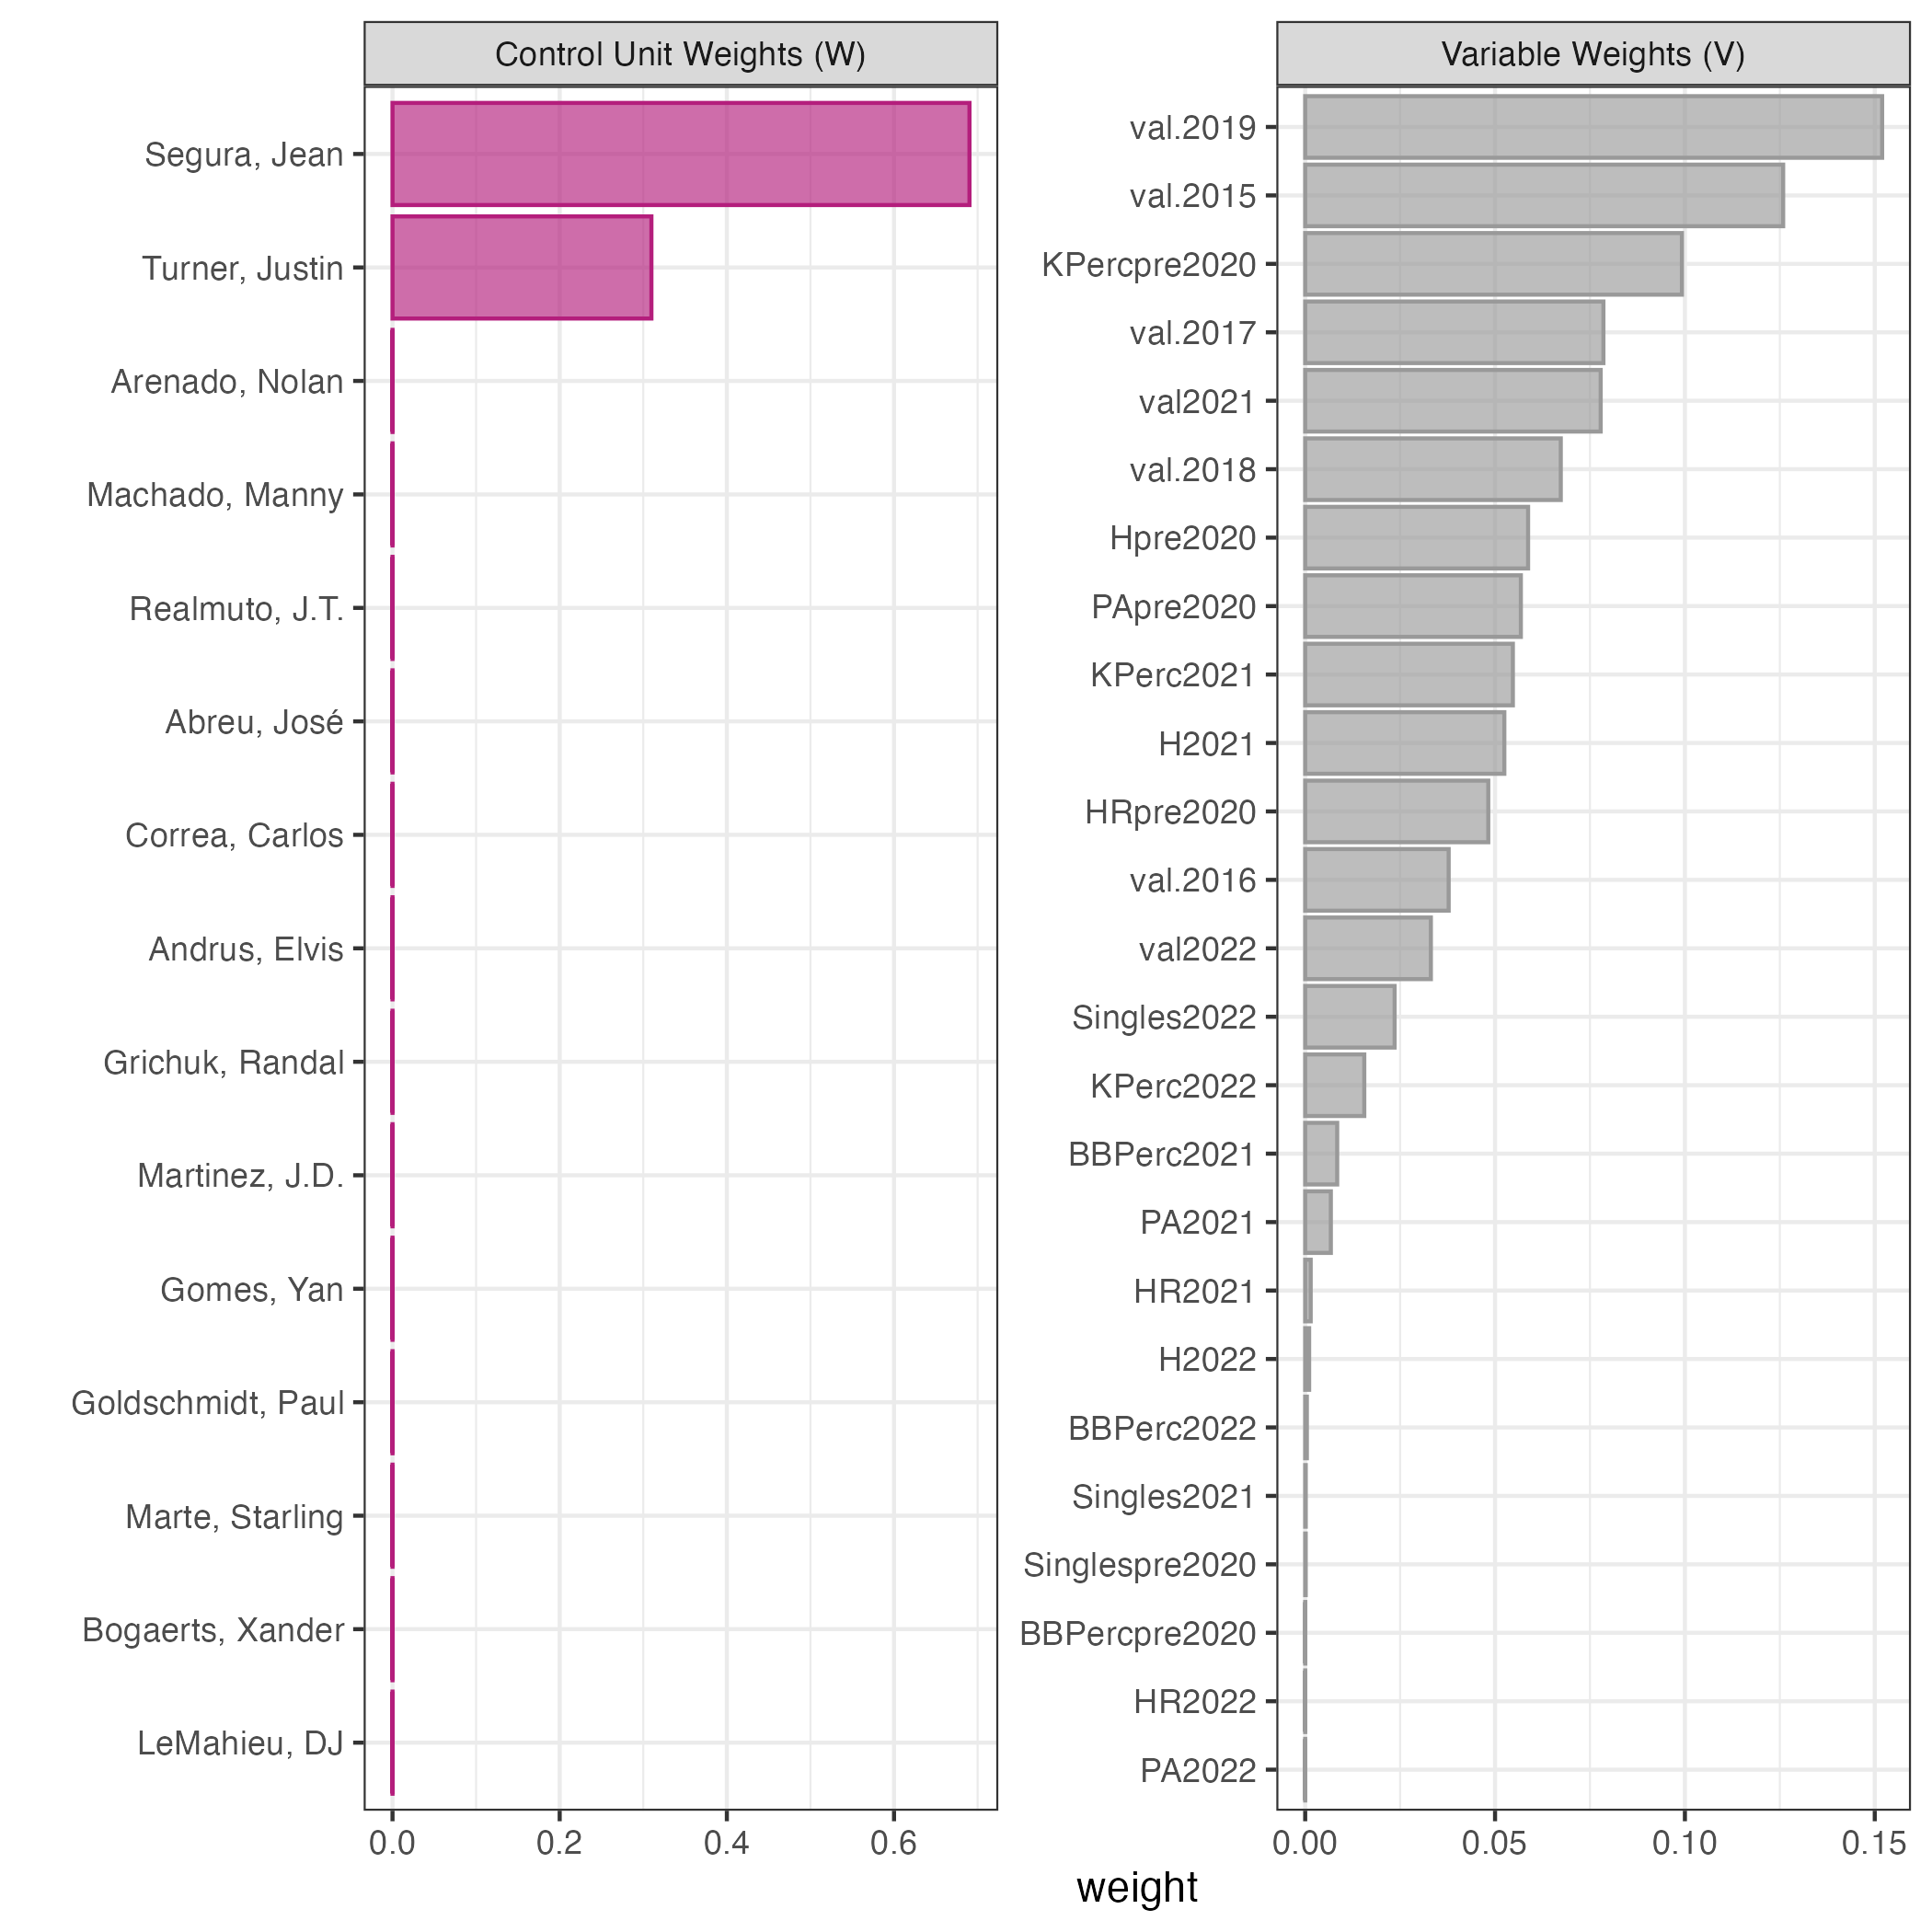 Control Unit Weights (W)
Segura, Jean
Turner, Justin
Arenado, Nolan
Machado, Manny
Realmuto, J.T.
Abreu, José
Correa, Carlos
Andrus, Elvis
Grichuk, Randal
Martinez, J.D.
Gomes, Yan
Goldschmidt, Paul
Marte, Starling
Bogaerts, Xander
LeMahieu, DJ
0.0 0.2 0.4 0.6
Variable Weights (V)
val.2019
val.2015
KPercpre2020
val.2017
val2021
val.2018
Hpre2020
PApre2020
KPerc2021
H2021
HRpre2020
val.2016
val2022
Singles2022
KPerc2022
BBPerc2021
PA2021
HR2021
H2022
BBPerc2022
Singles2021
Singlespre2020
BBPercpre2020
HR2022
PA2022
0.00 0.05 0.10 0.15
weight